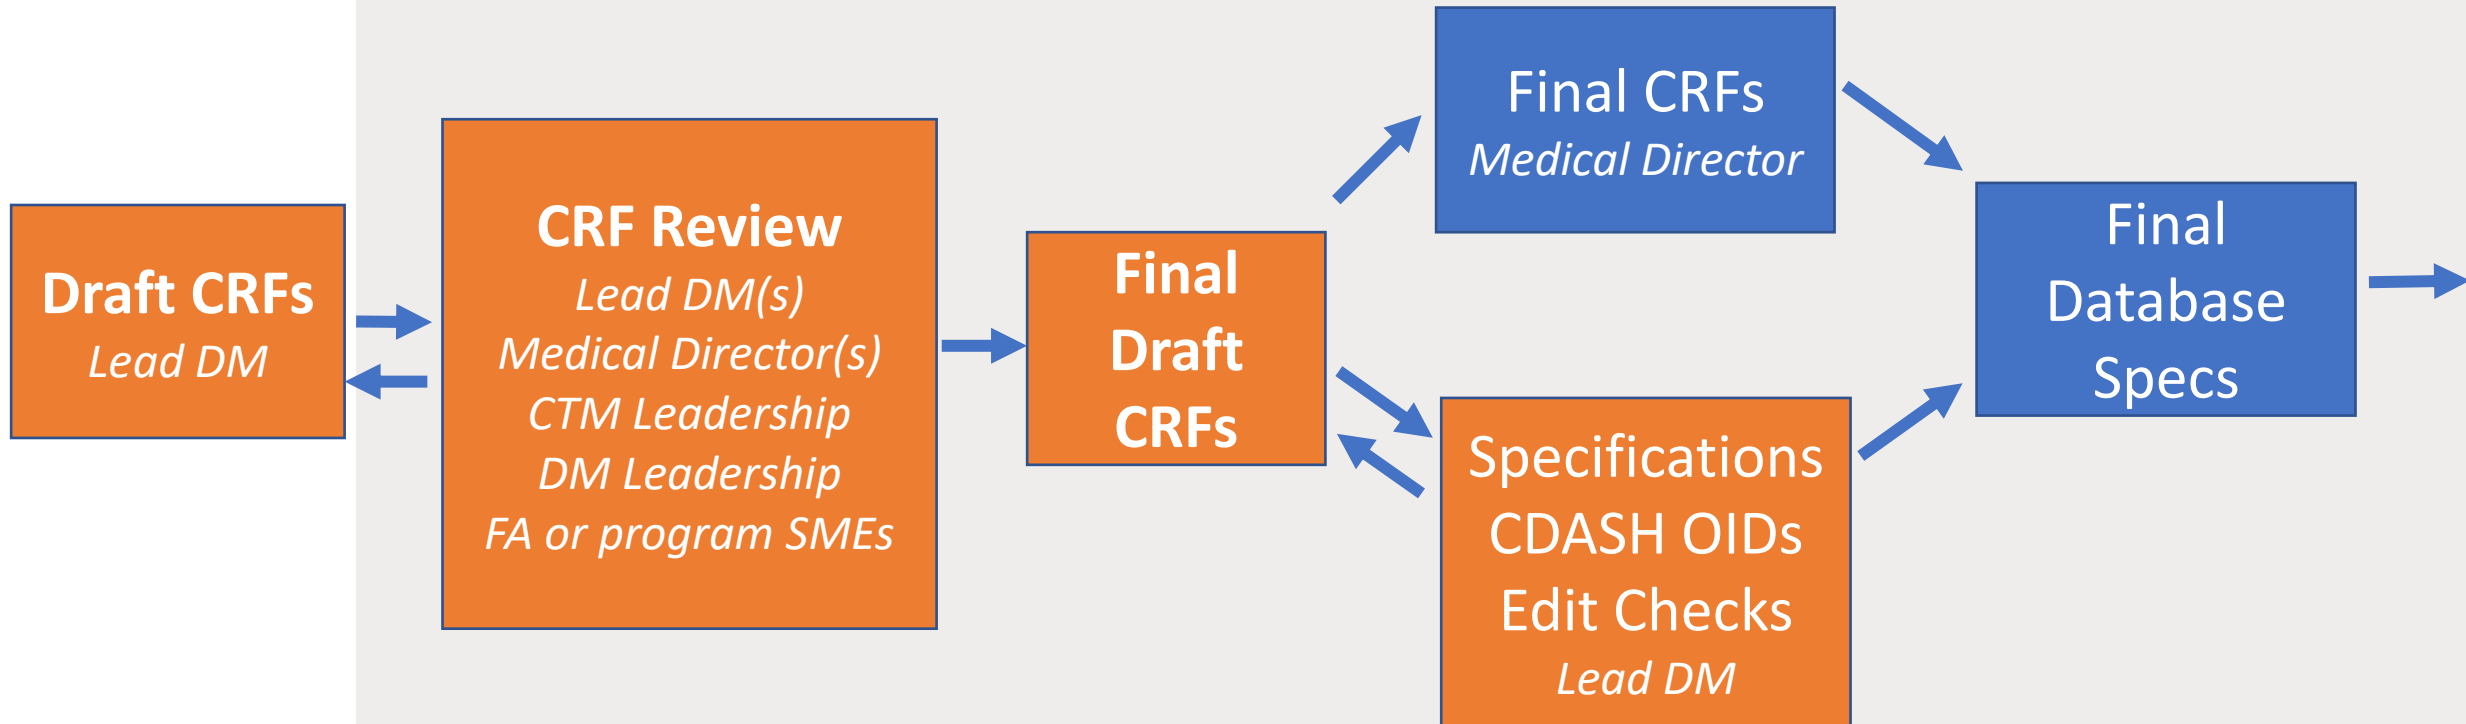 Draft CRFs
Lead DM
CRF Review
Lead DM(s)
Medical Director(s)
CTM Leadership
DM Leadership
FA or program SMEs
Final
Draft
CRFs
Final CRFs
Medical Director
Specifications
CDASH OIDs
Edit Checks
Lead DM
Final
Database
Specs